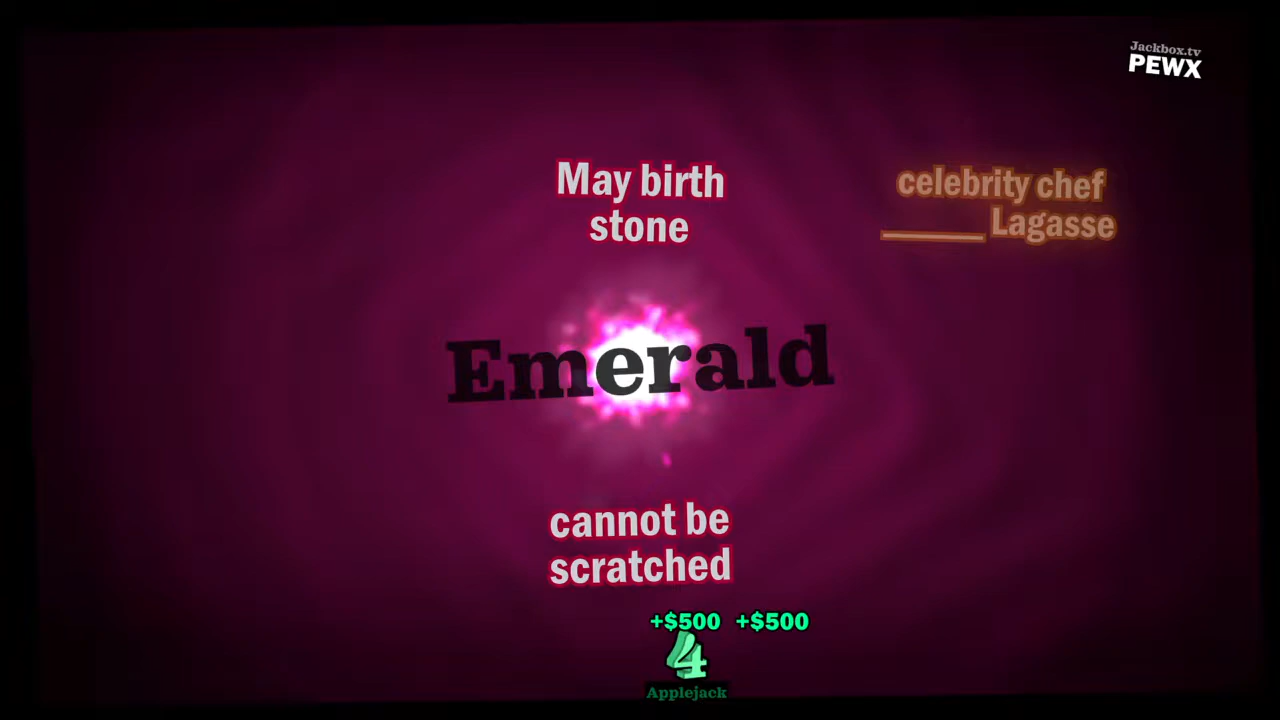 Jackbox.tv
PEWX
May birth
stone
celebrity chef
______ Lagasse
Emerald
cannot be
scratched
+$500 +$500
4
Applejack